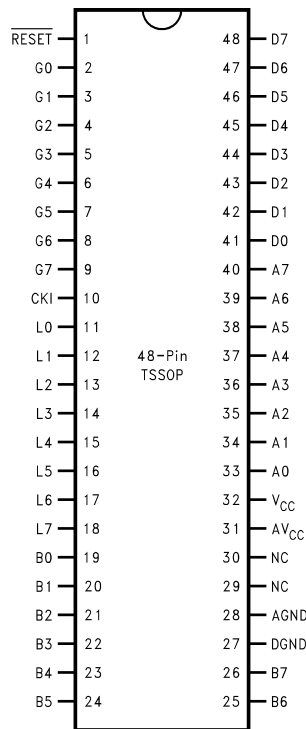 RESET 1 48 D7
G0 2 47 D6
G1 3 46 D5
G2 4 45 D4
G3 5 44 D3
G4 6 43 D2
G5 7 42 D1
G6 8 41 D0
G7 9 40 A7
CKI 10 39 A6
L0 11 38 A5
L1 12 48-Pin 37 A4
TSSOP
L2 13 36 A3
L3 14 35 A2
L4 15 34 A1
L5 16 33 A0
L6 17 32 VCC
L7 18 31 AVCC
B0 19 30 NC
B1 20 29 NC
B2 21 28 AGND
B3 22 27 DGND
B4 23 26 B7
B5 24 25 B6